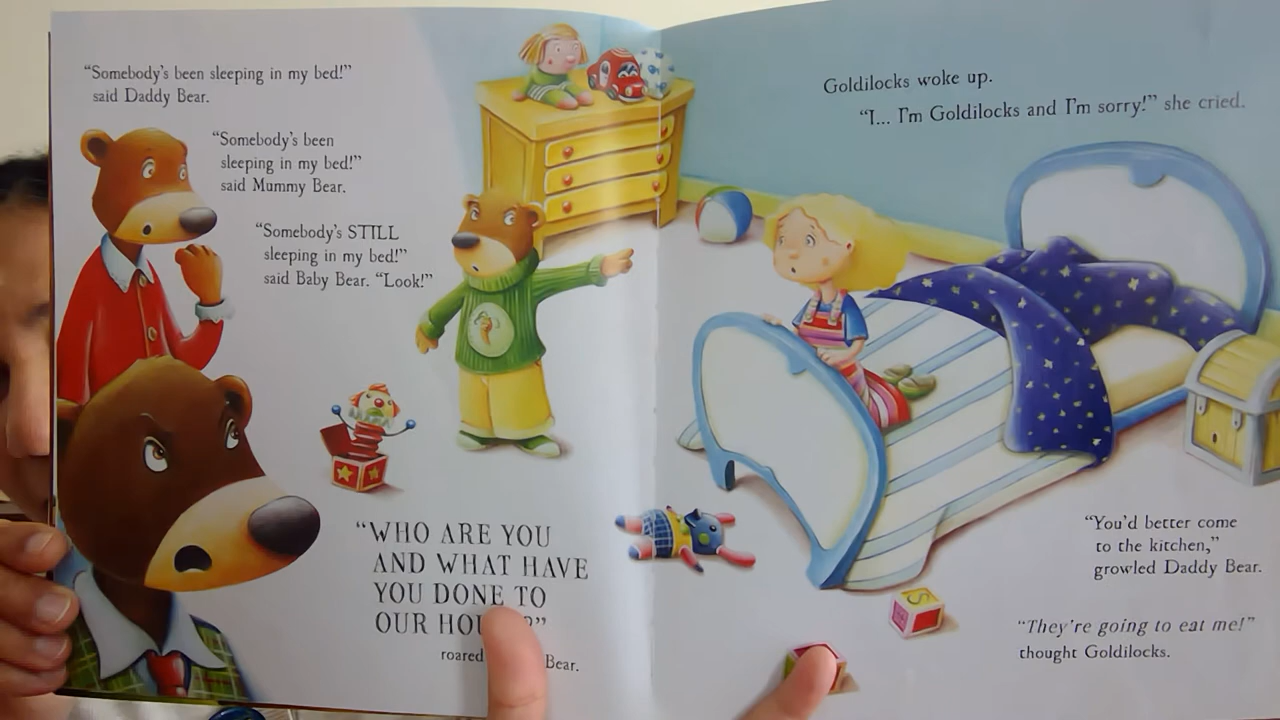 “Somebody’s been sleeping in my bed!”
said Daddy Bear.
“Somebody’s been
sleeping in my bed!”
said Mummy Bear.
“Somebody’s STILL
sleeping in my bed!”
said Baby Bear. “Look!”
“WHO ARE YOU
AND WHAT HAVE
YOU DONE TO
OUR
roared Bear.
Goldilocks woke up.
“I... I’m Goldilocks and I’m sorry!” she cried.
“You’d better come
to the kitchen,”
growled Daddy Bear.
“They’re going to eat me!”
thought Goldilocks.